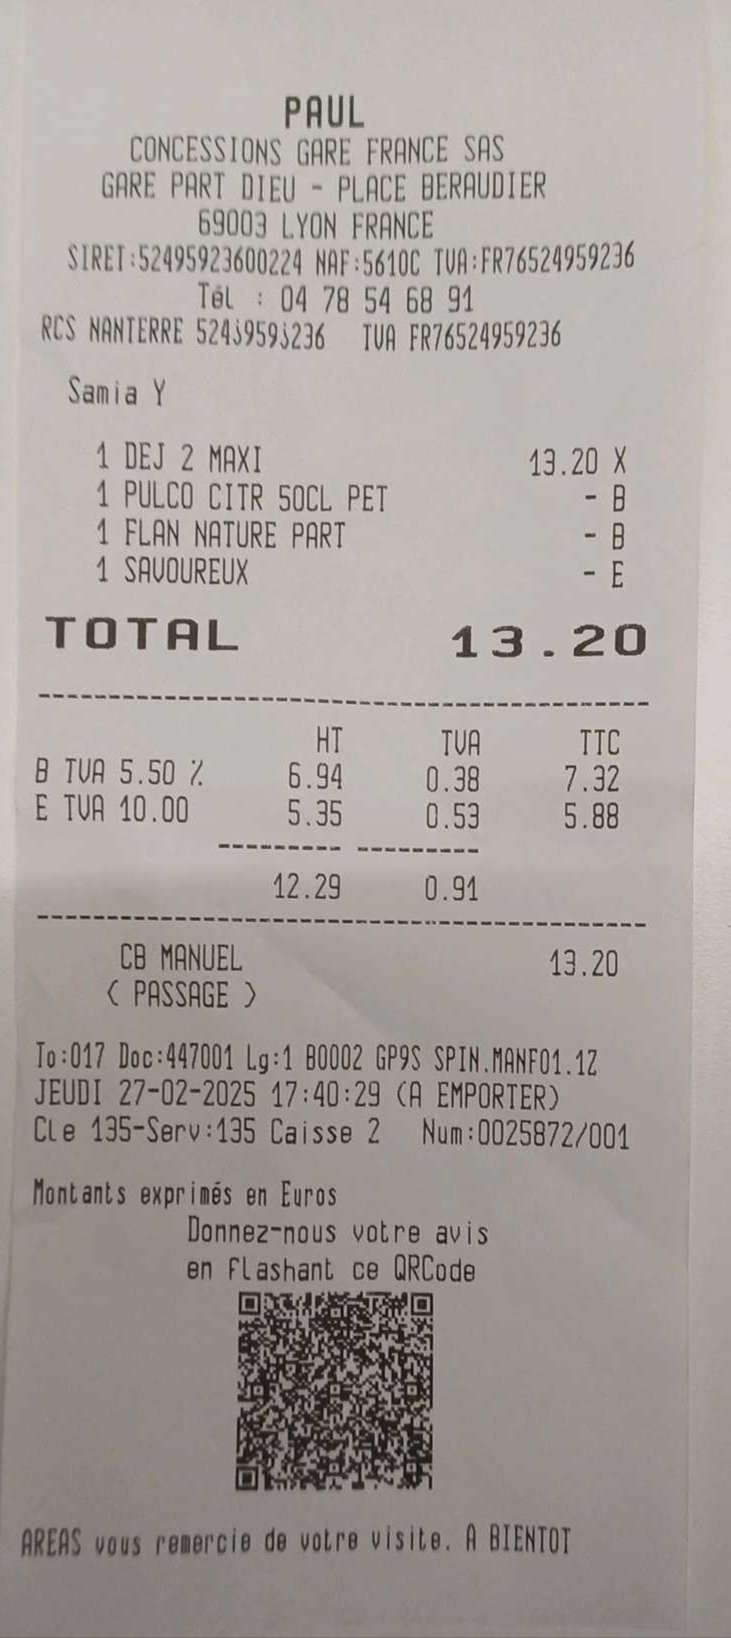 PAUL
CONCESSIONS GARE FRANCE SAS
GARE PART DIEU - PLACE BERAUDIER
69003 LYON FRANCE
SIRET:52495923600224 NAF:5610C TVA:FR76524959236
Tél : 04 78 54 68 91
RCS NANTERRE 524j959j236 TVA FR76524959236
Samia Y
1 DEJ 2 MAXI 13.20 X
1 PULCO CITR 50CL PET - B
1 FLAN NATURE PART - B
1 SAVOUREUX - E
TOTAL 13.20
HT TVA TTC
B TVA 5.50 % 6.94 0.38 7.32
E TVA 10.00 5.35 0.53 5.88
12.29 0.91
CB MANUEL 13.20
( PASSAGE )
To:017 Doc:447001 Lg:1 B0002 GP9S SPIN.MANF01.1Z
JEUDI 27-02-2025 17:40:29 (A EMPORTER)
Cle 135-Serv:135 Caisse 2 Num:0025872/001
Montants exprimés en Euros
Donnez-nous votre avis
en flashant ce QRCode
AREAS vous remercie de votre visite. A BIENTOT